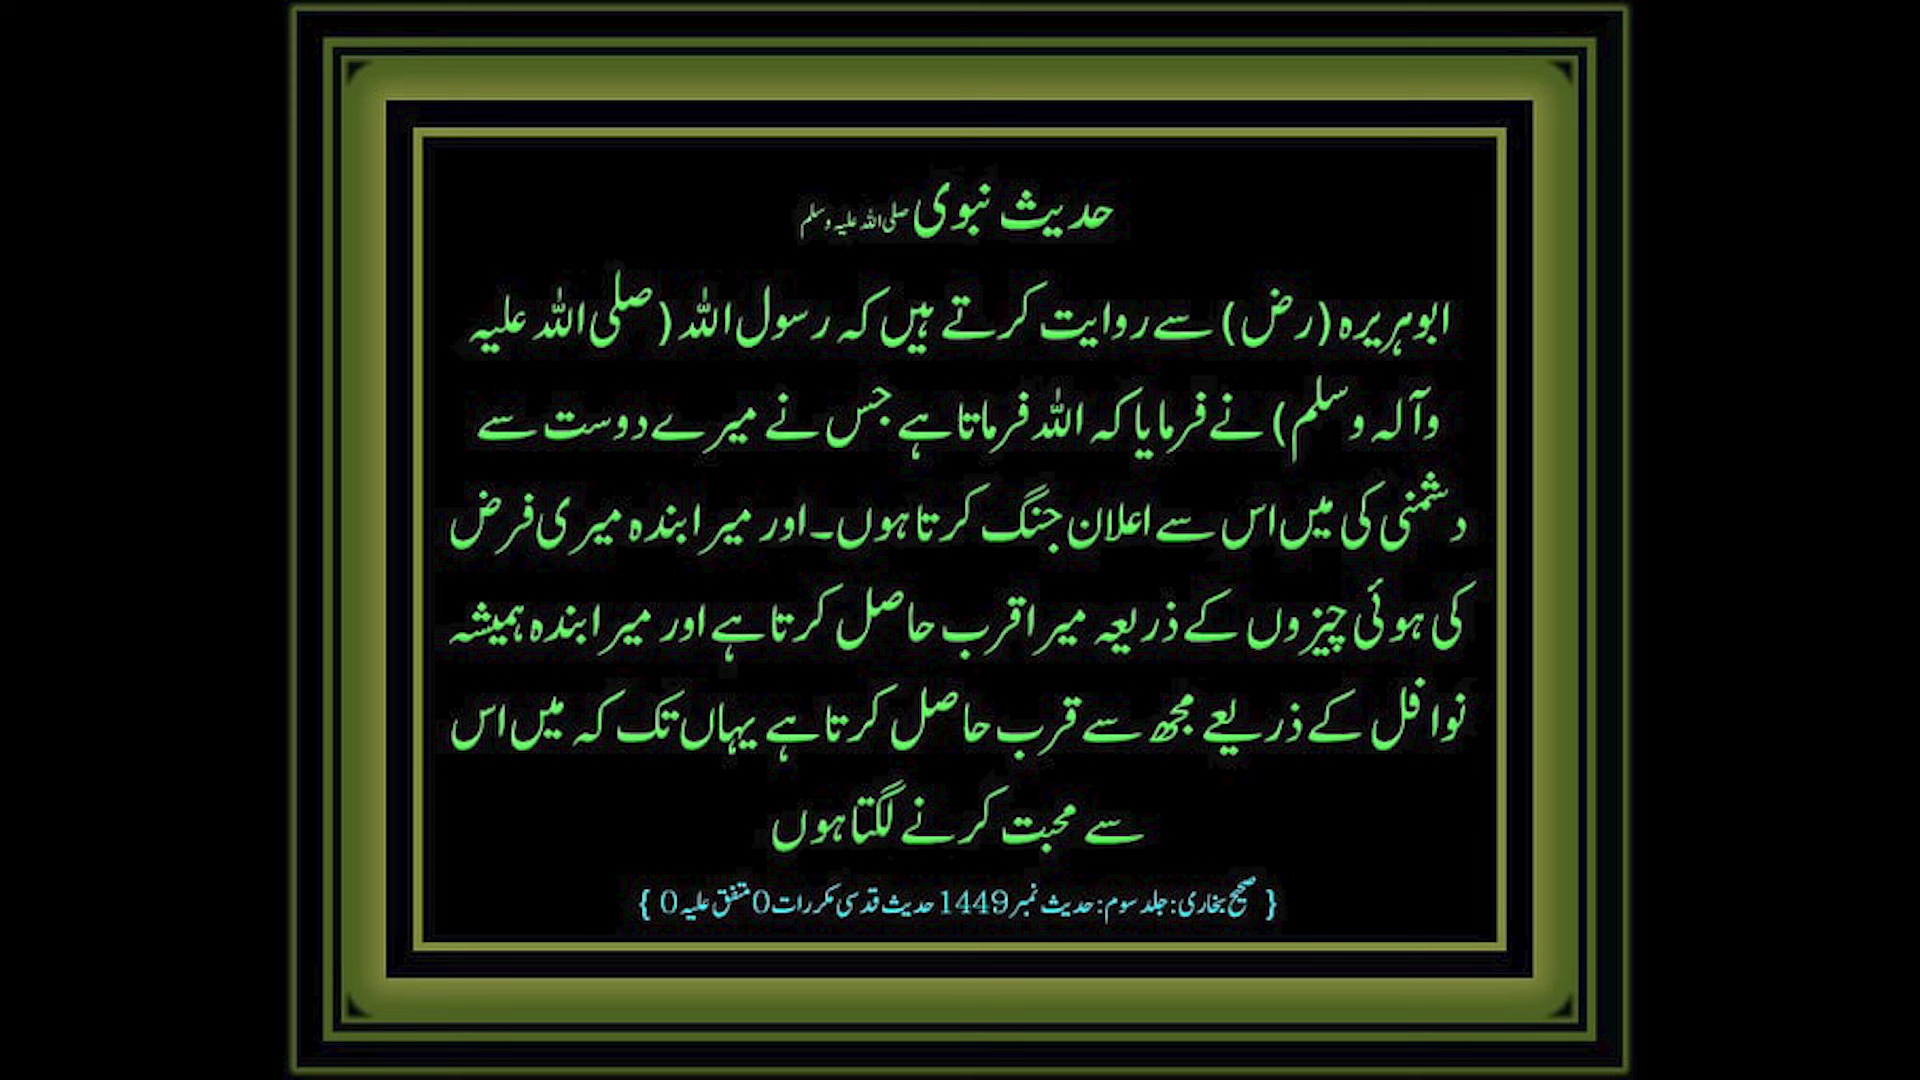 حدیث نبوی صلی اللہ علیہ وسلم
ابوہریرہ (رض) سے روایت کرتے ہیں کہ رسول اللہ (صلی اللہ علیہ
وآلہ وسلم) نے فرمایا کہ اللہ فرماتا ہے جس نے میرے دوست سے
دشمنی کی میں اس سے اعلان جنگ کرتا ہوں۔ اور میرا بندہ میری فرض
کی ہوئی چیزوں کے ذریعہ میرا قرب حاصل کرتا ہے اور میرا بندہ ہمیشہ
نوافل کے ذریعے مجھ سے قرب حاصل کرتا ہے یہاں تک کہ میں اس
سے محبت کرنے لگتا ہوں
{ صحیح بخاری: جلد سوم: حدیث نمبر 1449 حدیث قدسی مکررات 0 متفق علیہ 0 }